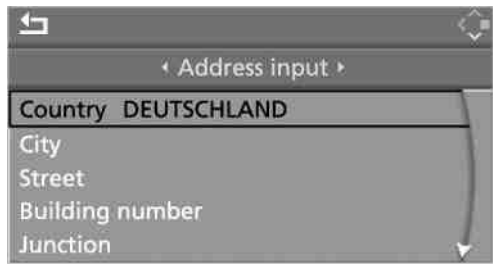 Address input
Country DEUTSCHLAND
City
Street
Building number
Junction